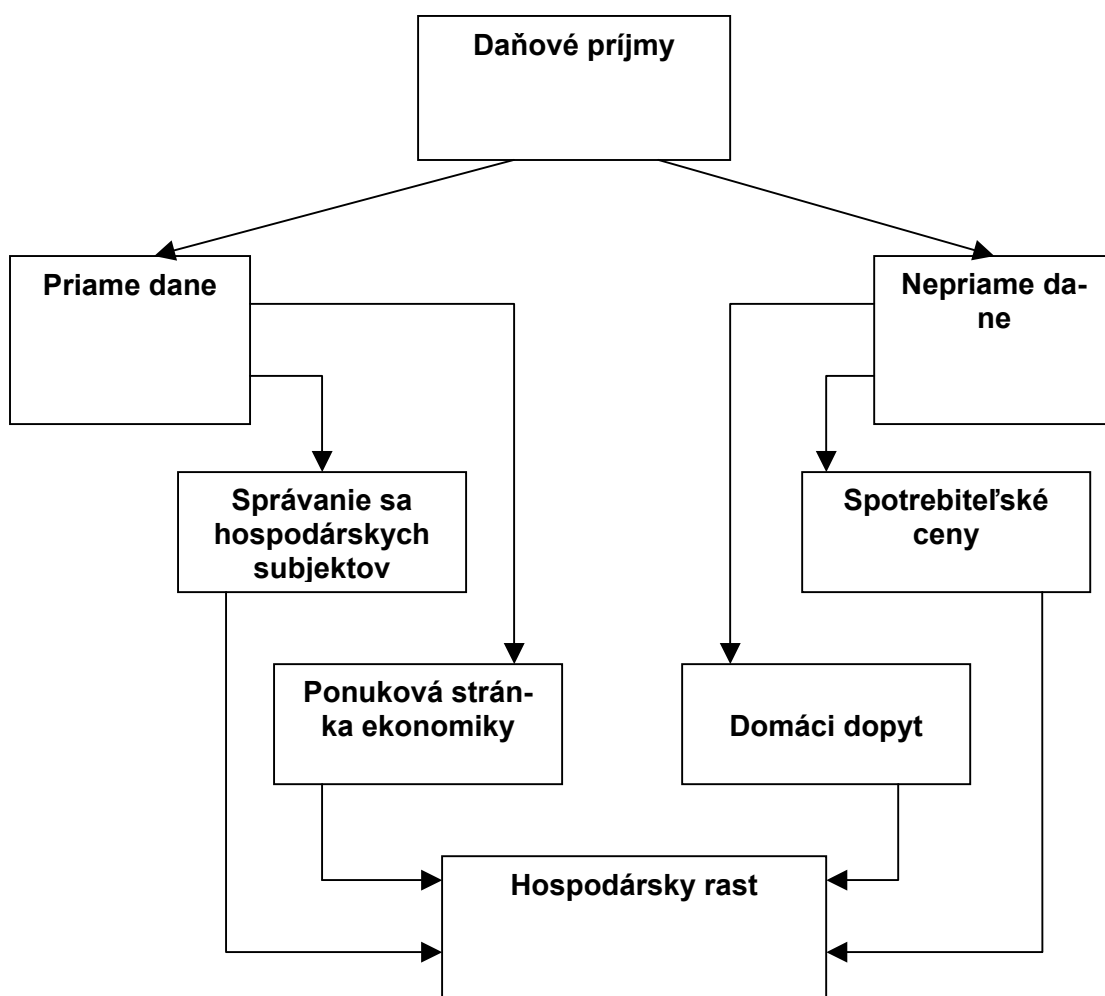 Daňové príjmy
Priame dane
Nepriame da-
ne
Správanie sa
hospodárskych
subjektov
Spotrebiteľské
ceny
Ponuková strán-
ka ekonomiky
Domáci dopyt
Hospodársky rast